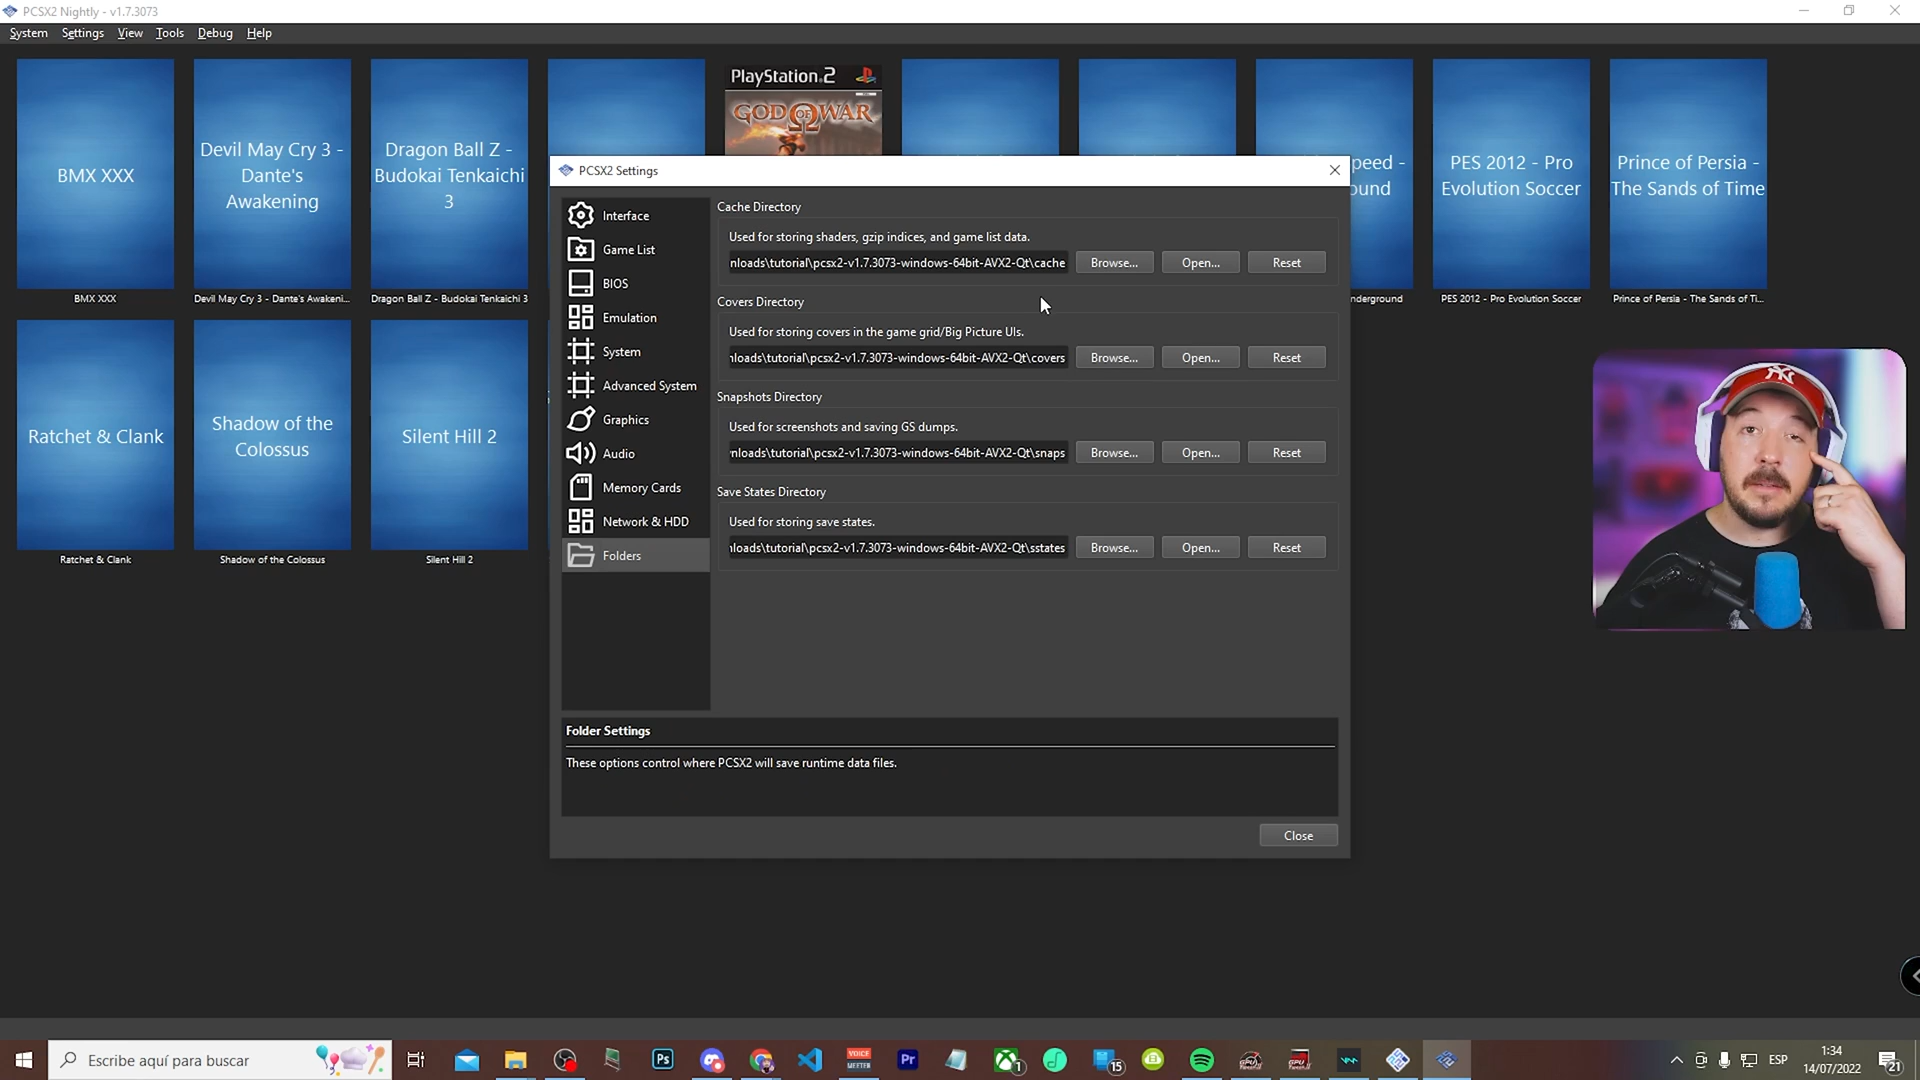 PCSX2 Nightly - v1.7.3073
System Settings View Tools Debug Help
BMX XXX
Devil May Cry 3 -
Dante's
Awakening
Dragon Ball Z -
Budokai Tenkaichi
3
PlayStation 2
GOD OF WAR
peed -
ound
PES 2012 - Pro
Evolution Soccer
Prince of Persia -
The Sands of Time
BMX XXX
Devil May Cry 3 - Dante's Awakeni...
Dragon Ball Z - Budokai Tenkaichi 3
nderground
PES 2012 - Pro Evolution Soccer
Prince of Persia - The Sands of Ti...
Ratchet & Clank
Shadow of the
Colossus
Silent Hill 2
Ratchet & Clank
Shadow of the Colossus
Silent Hill 2
PCSX2 Settings
Interface
Game List
BIOS
Emulation
System
Advanced System
Graphics
Audio
Memory Cards
Network & HDD
Folders
Cache Directory
Used for storing shaders, gzip indices, and game list data.
nloads\tutorial\pcsx2-v1.7.3073-windows-64bit-AVX2-Qt\cache Browse... Open... Reset
Covers Directory
Used for storing covers in the game grid/Big Picture UIs.
nloads\tutorial\pcsx2-v1.7.3073-windows-64bit-AVX2-Qt\covers Browse... Open... Reset
Snapshots Directory
Used for screenshots and saving GS dumps.
nloads\tutorial\pcsx2-v1.7.3073-windows-64bit-AVX2-Qt\snaps Browse... Open... Reset
Save States Directory
Used for storing save states.
nloads\tutorial\pcsx2-v1.7.3073-windows-64bit-AVX2-Qt\sstates Browse... Open... Reset
Folder Settings
These options control where PCSX2 will save runtime data files.
Close
Escribe aquí para buscar
Ps
VOICE
MEETER
Pr
1
15
ESP
1:34
14/07/2022
21